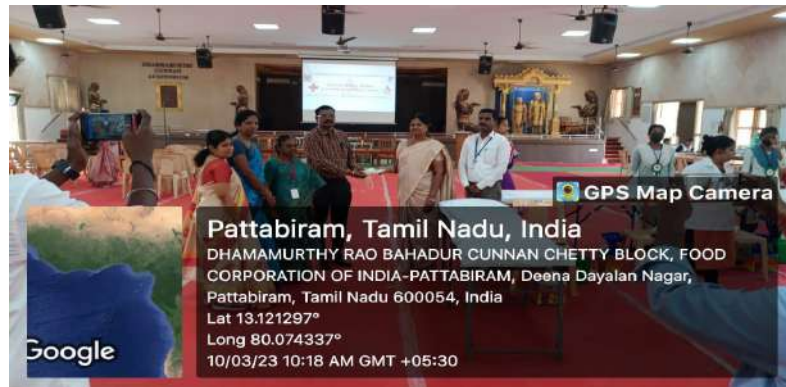 DHARMAMURTHI
CUNNAN
GPS Map Camera
Pattabiram, Tamil Nadu, India
DHAMAMURTHY RAO BAHADUR CUNNAN CHETTY BLOCK, FOOD
CORPORATION OF INDIA-PATTABIRAM, Deena Dayalan Nagar,
Pattabiram, Tamil Nadu 600054, India
Lat 13.121297°
Long 80.074337°
10/03/23 10:18 AM GMT +05:30
Google